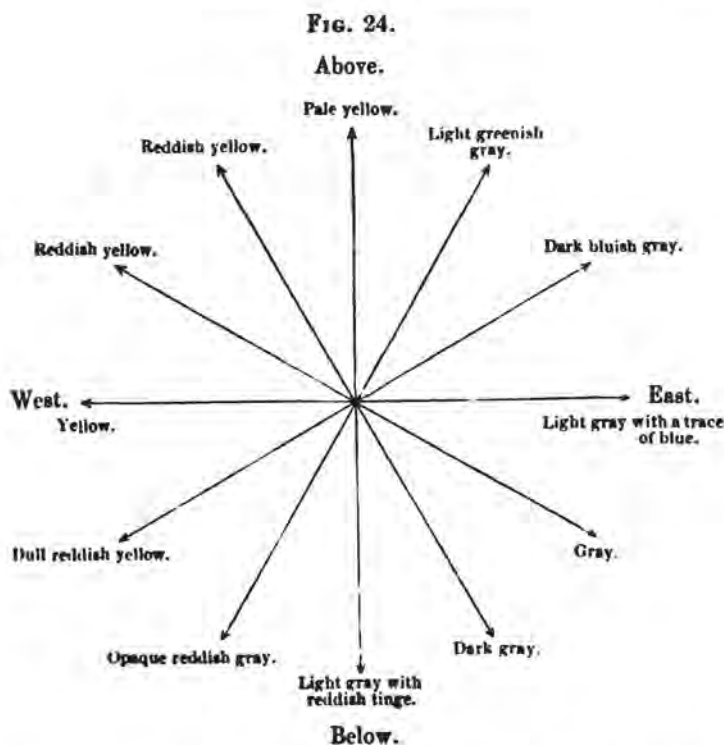 FIG. 24.
Above.
Pale yellow.
Reddish yellow.
Light greenish
gray.
Reddish yellow.
Dark bluish gray.
West.
East.
Yellow.
Light gray with a trace
of blue.
Dull reddish yellow.
Gray.
Opaque reddish gray.
Dark gray.
Light gray with
reddish tinge.
Below.